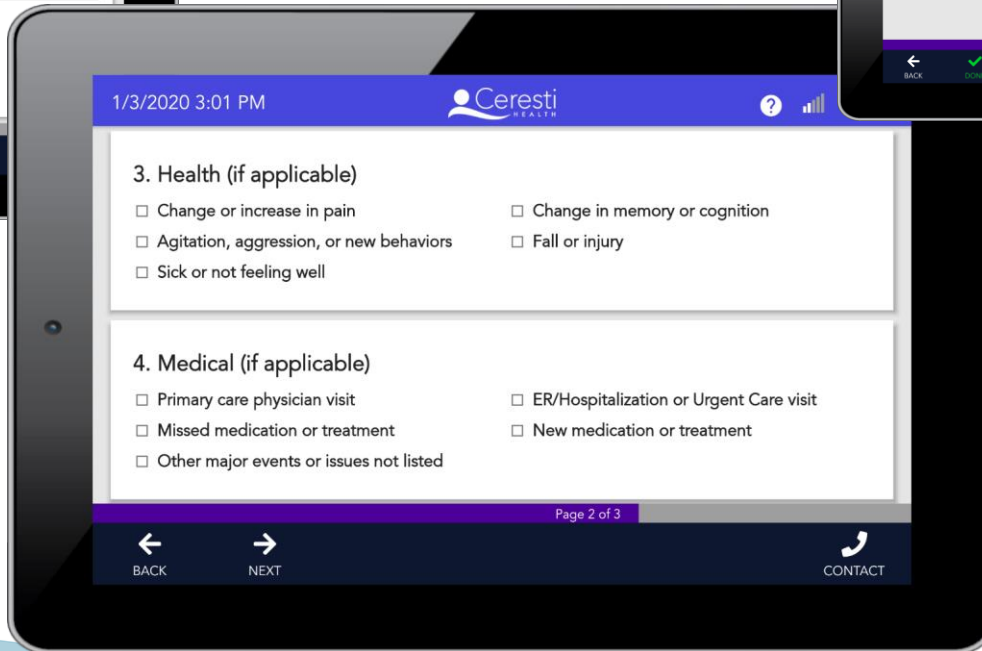 BACK
DONE
1/3/2020 3:01 PM
Ceresti
HEALTH
3. Health (if applicable)
Change or increase in pain
Change in memory or cognition
Agitation, aggression, or new behaviors
Fall or injury
Sick or not feeling well
4. Medical (if applicable)
Primary care physician visit
ER/Hospitalization or Urgent Care visit
Missed medication or treatment
New medication or treatment
Other major events or issues not listed
Page 2 of 3
BACK
NEXT
CONTACT